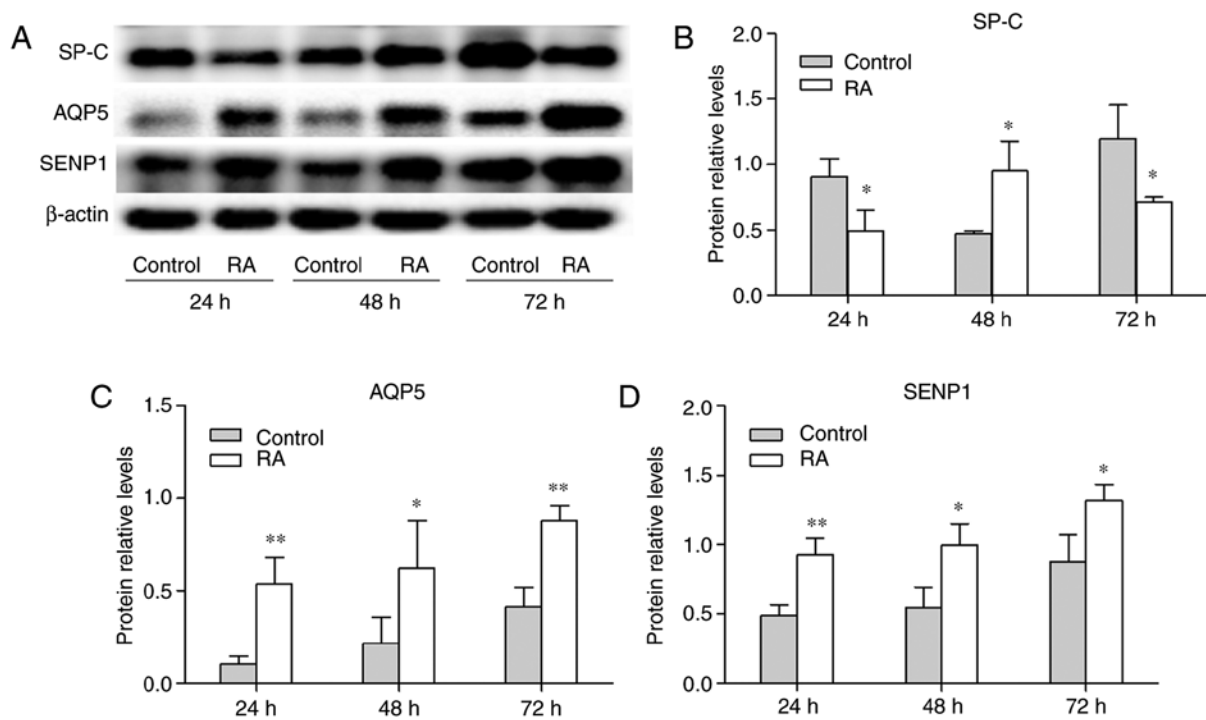 A
SP-C
AQP5
SENP1
β-actin
Control RA Control RA Control RA
24 h 48 h 72 h
B
SP-C
Protein relative levels
2.0
1.5
1.0
0.5
0.0
Control
RA
*
*
*
24 h 48 h 72 h
C
AQP5
Protein relative levels
1.5
1.0
0.5
0.0
Control
RA
**
*
**
24 h 48 h 72 h
D
SENP1
Protein relative levels
2.0
1.5
1.0
0.5
0.0
Control
RA
**
*
*
24 h 48 h 72 h